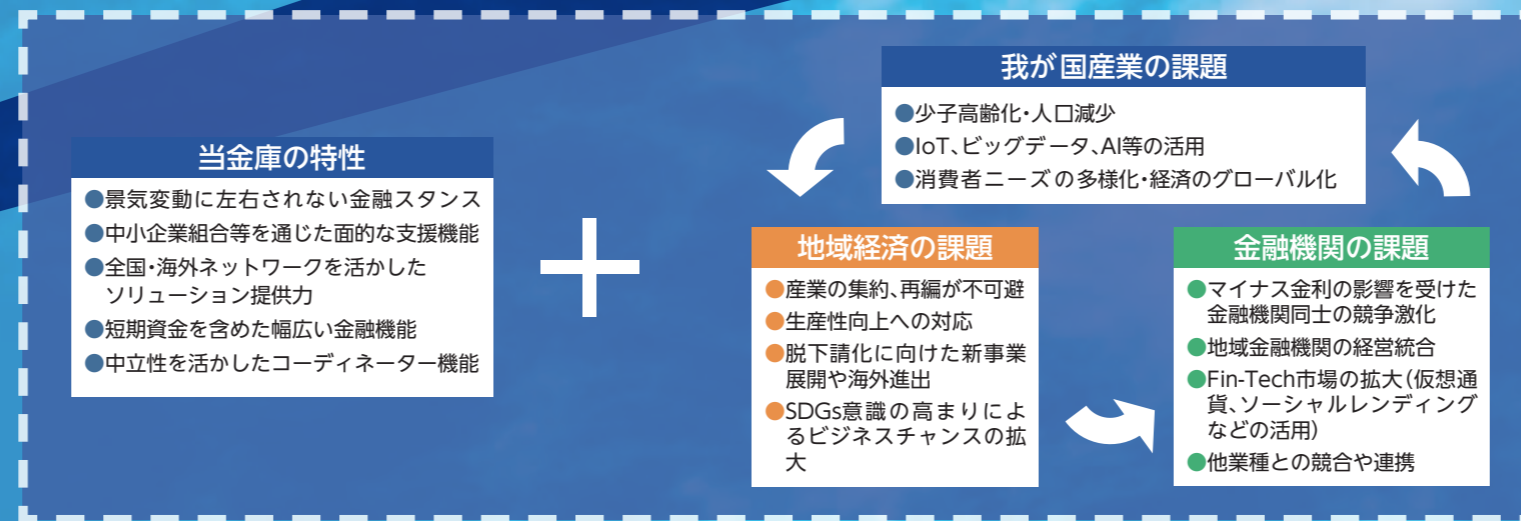 当金庫の特性
●景気変動に左右されない金融スタンス
●中小企業組合等を通じた面的な支援機能
●全国・海外ネットワークを活かした
ソリューション提供力
●短期資金を含めた幅広い金融機能
●中立性を活かしたコーディネーター機能
＋
我が国産業の課題
●少子高齢化・人口減少
●IoT、ビッグデータ、AI等の活用
●消費者ニーズの多様化・経済のグローバル化
地域経済の課題
●産業の集約、再編が不可避
●生産性向上への対応
●脱下請化に向けた新事業
展開や海外進出
●SDGs意識の高まりによ
るビジネスチャンスの拡
大
金融機関の課題
●マイナス金利の影響を受けた
金融機関同士の競争激化
●地域金融機関の経営統合
●Fin-Tech市場の拡大（仮想通
貨、ソーシャルレンディング
などの活用）
●他業種との競合や連携